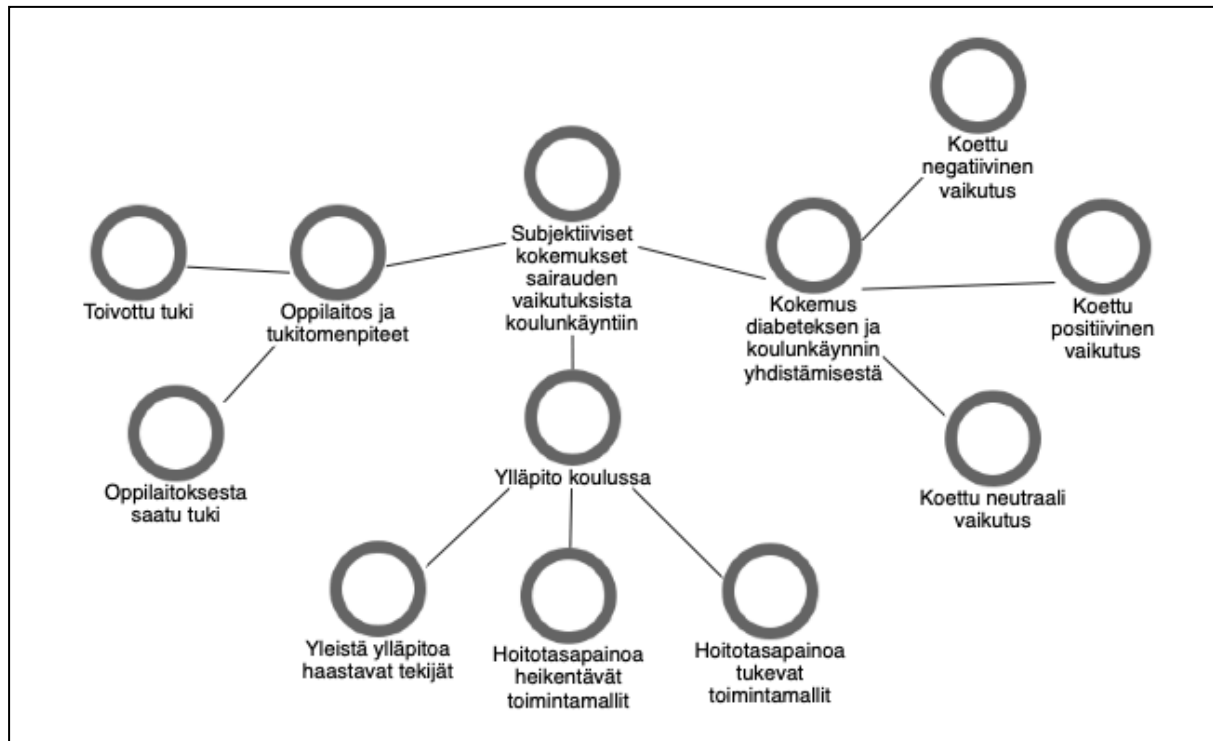 Koettu
negatiivinen
vaikutus
Subjektiiviset
kokemukset
sairauden
vaikutuksista
koulunkäyntiin
Toivottu tuki
Oppilaitos ja
tukitomenpiteet
Kokemus
diabeteksen ja
koulunkäynnin
yhdistämisestä
Koettu
positiivinen
vaikutus
Oppilaitoksesta
saatu tuki
Ylläpito koulussa
Koettu neutraali
vaikutus
Yleistä ylläpitoa
haastavat tekijät
Hoitotasapainoa
heikentävät
toimintamallit
Hoitotasapainoa
tukevat
toimintamallit